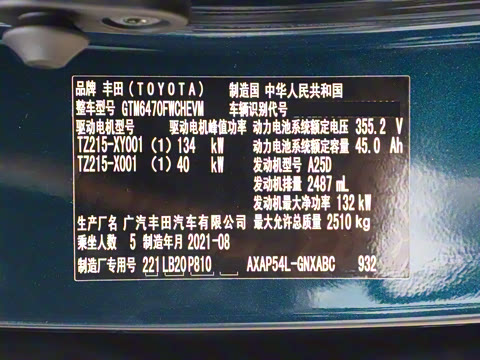 品牌 丰田(TOYOTA) 制造国 中华人民共和国
整车型号 GTM6470FWCHEVM 车辆识别代号
驱动电机型号 驱动电机峰值功率 动力电池系统额定电压 355.2 V
TZ215-XY001 (1) 134 kW 动力电池系统额定容量 45.0 Ah
TZ215-X001 (1) 40 kW 发动机型号 A25D
发动机排量 2487 mL
发动机最大净功率 132 kW
生产厂名 广汽丰田汽车有限公司 最大允许总质量 2510 kg
乘坐人数 5 制造年月 2021-08
制造厂专用号 221 LB20 P810 AXAP54L-GNXABC 932